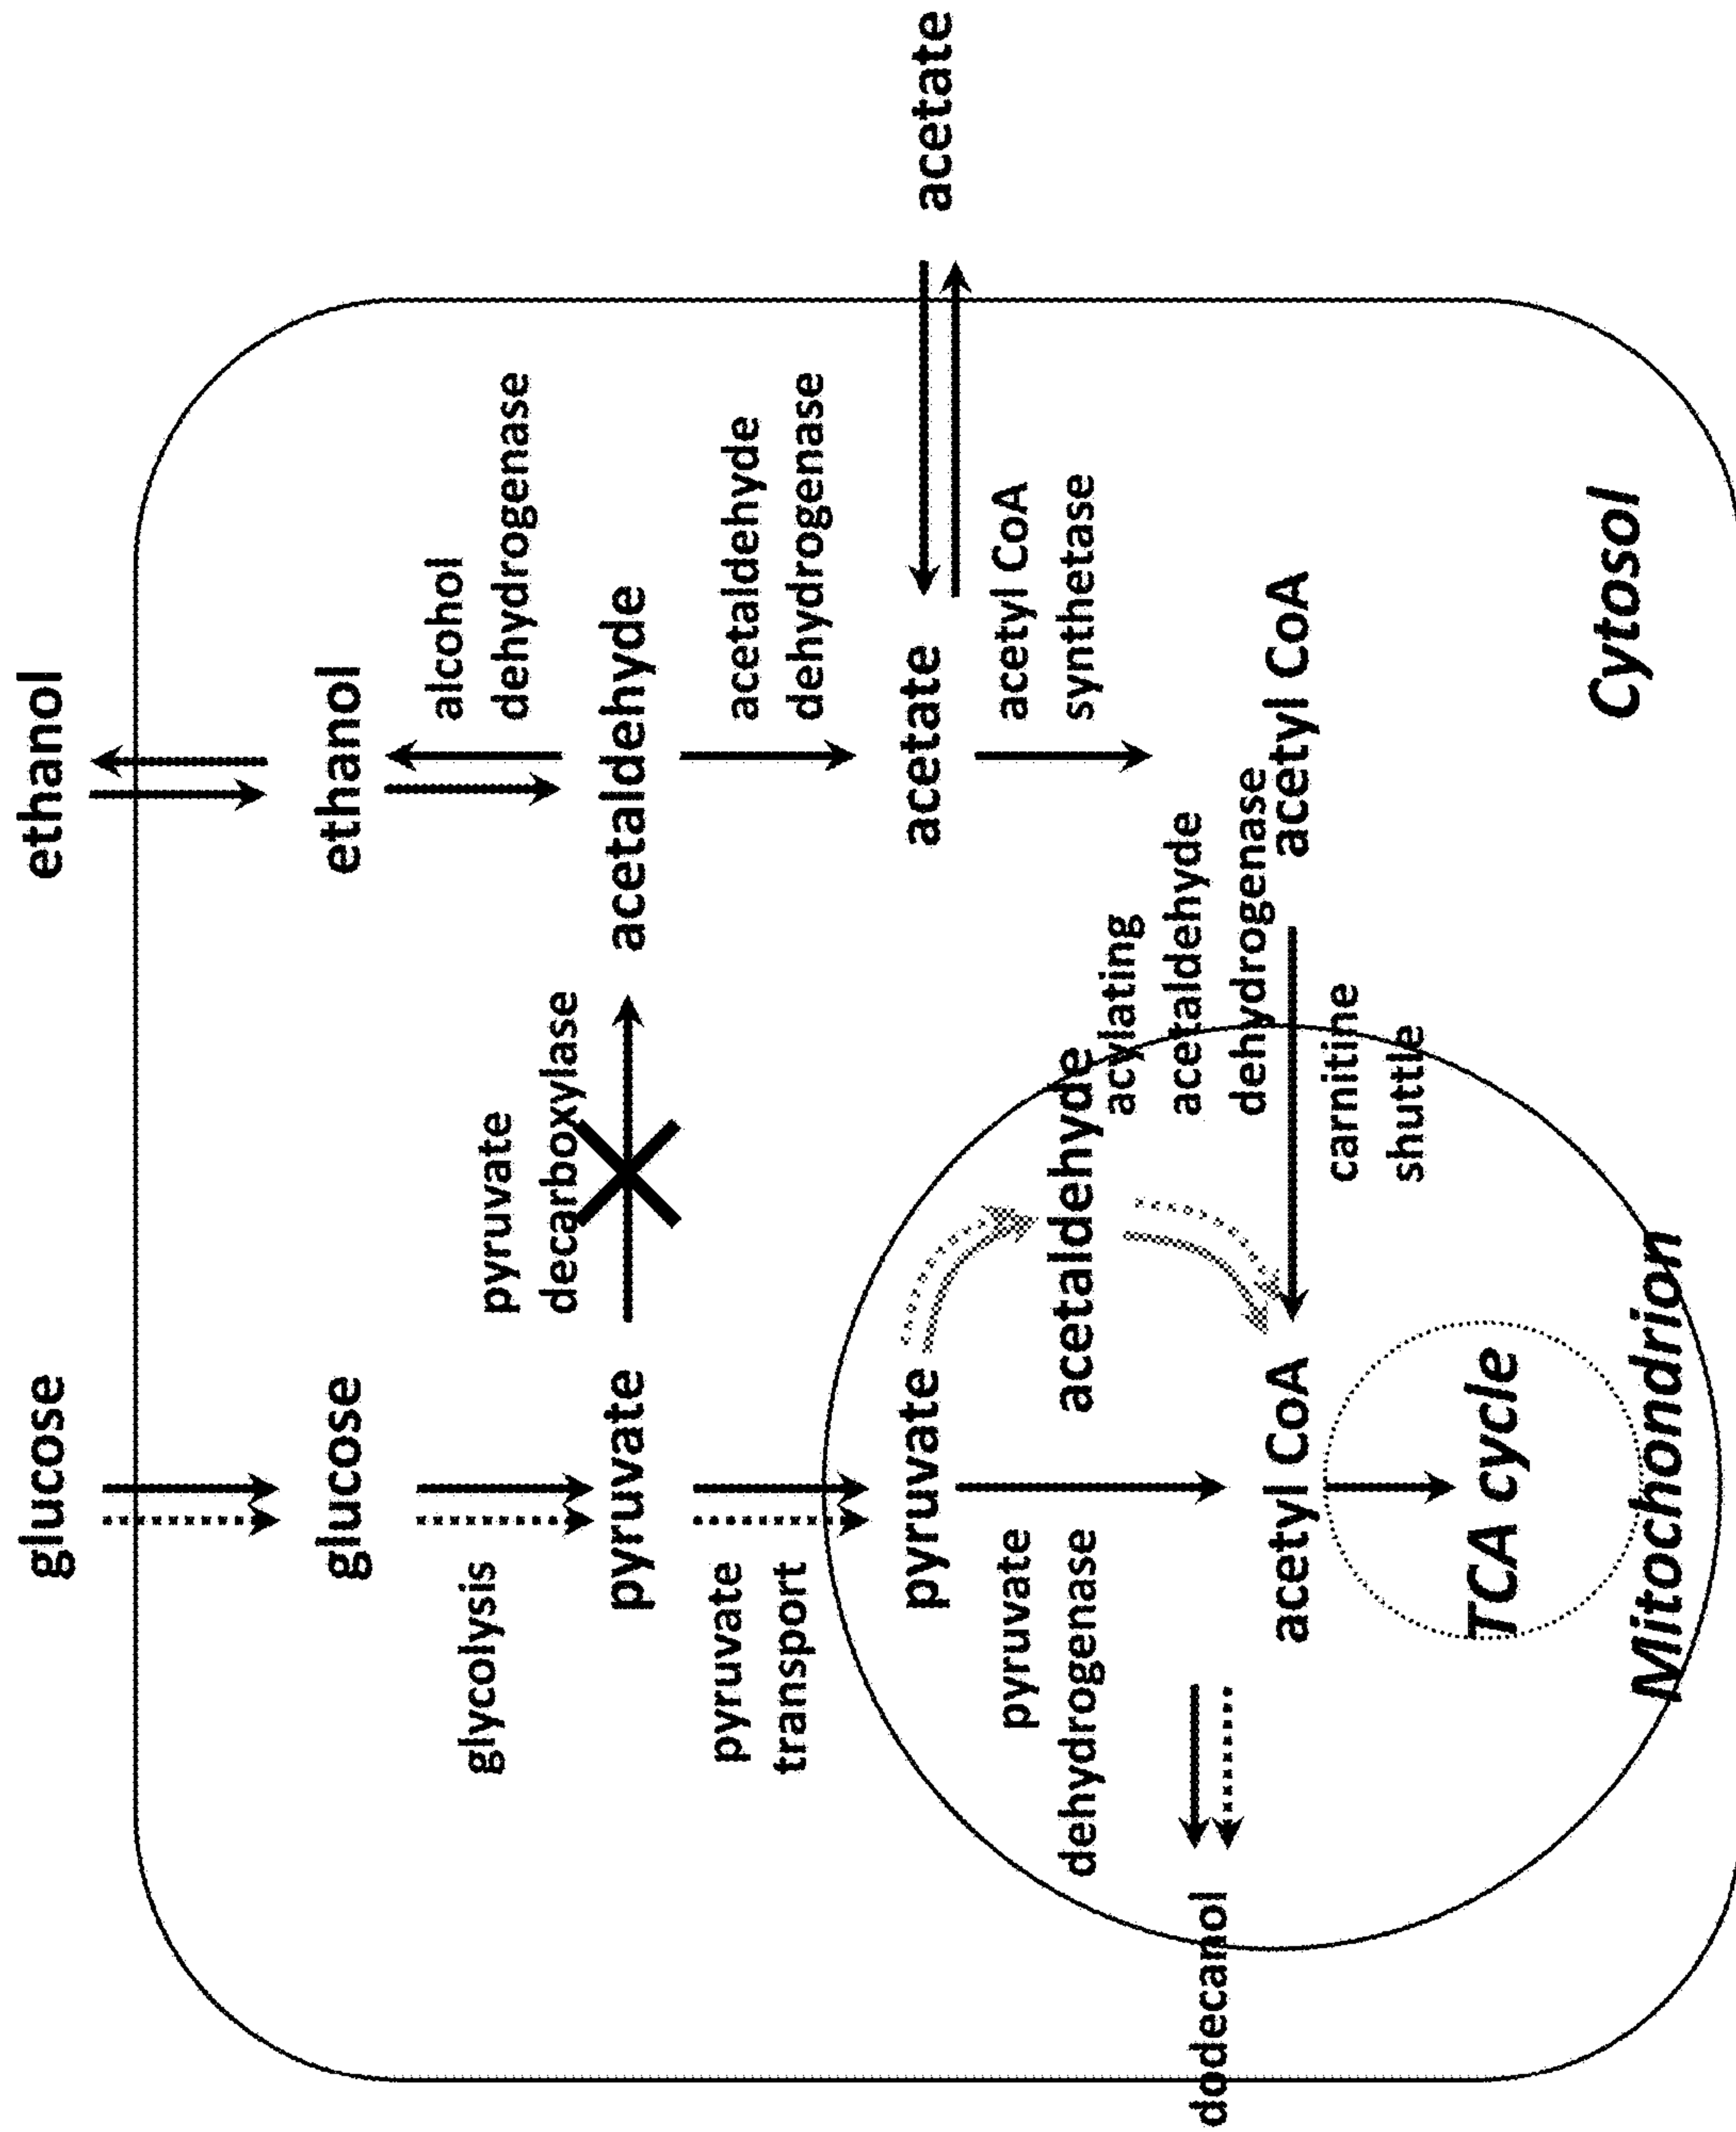 glucose
ethanol
glucose
ethanol
glycolysis
alcohol
dehydrogenase
pyruvate
decarboxylase
pyruvate
acetaldehyde
pyruvate
transport
acetaldehyde
dehydrogenase
pyruvate
acetate
acetate
pyruvate
dehydrogenase
acetaldehyde
acetyl CoA
synthetase
acylating
acetaldehyde
dehydrogenase
dodecanol
acetyl CoA
acetyl CoA
carnitine
shuttle
TCA cycle
Mitochondrion
Cytosol